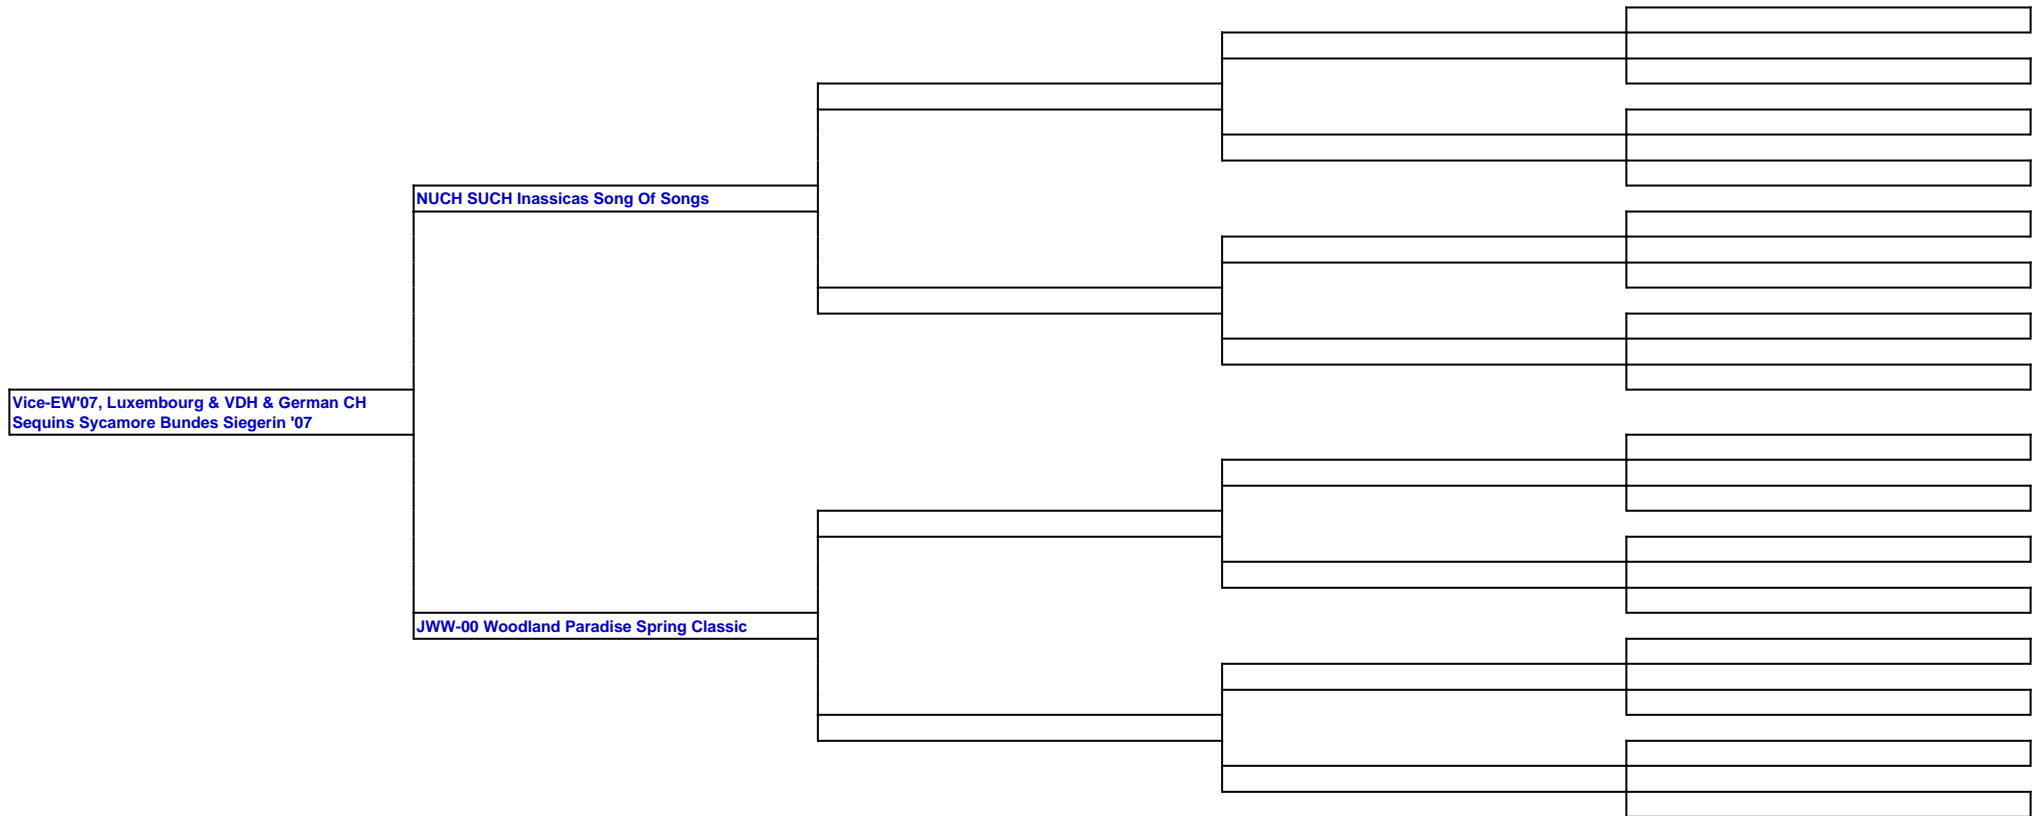 NUCH SUCH Inassicas Song Of Songs
Vice-EW'07, Luxembourg & VDH & German CH
Sequins Sycamore Bundes Siegerin '07
JWW-00 Woodland Paradise Spring Classic